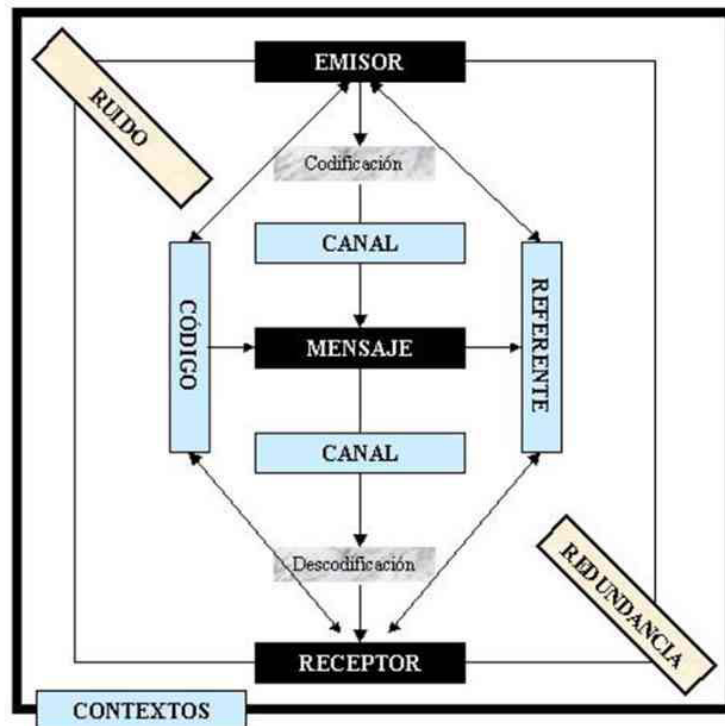 EMISOR
RUIDO
Codificación
CANAL
CÓDIGO
MENSAJE
REFERENTE
CANAL
Descodificación
REDUNDANCIA
RECEPTOR
CONTEXTOS